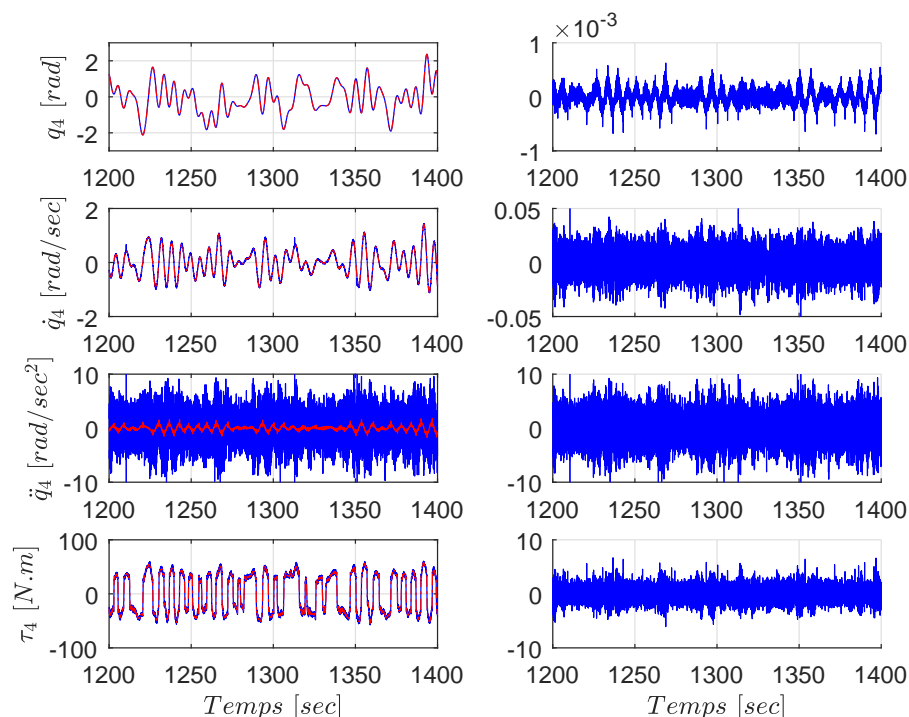 ×10^-3
2 1
q_4 [rad] 0 0
-2 -1
1200 1250 1300 1350 1400 1200 1250 1300 1350 1400
2 0.05
q̇_4 [rad/sec] 0 0
-2 -0.05
1200 1250 1300 1350 1400 1200 1250 1300 1350 1400
10 10
q̈_4 [rad/sec^2] 0 0
-10 -10
1200 1250 1300 1350 1400 1200 1250 1300 1350 1400
100 10
τ_4 [N.m] 0 0
-100 -10
1200 1250 1300 1350 1400 1200 1250 1300 1350 1400
Temps [sec] Temps [sec]